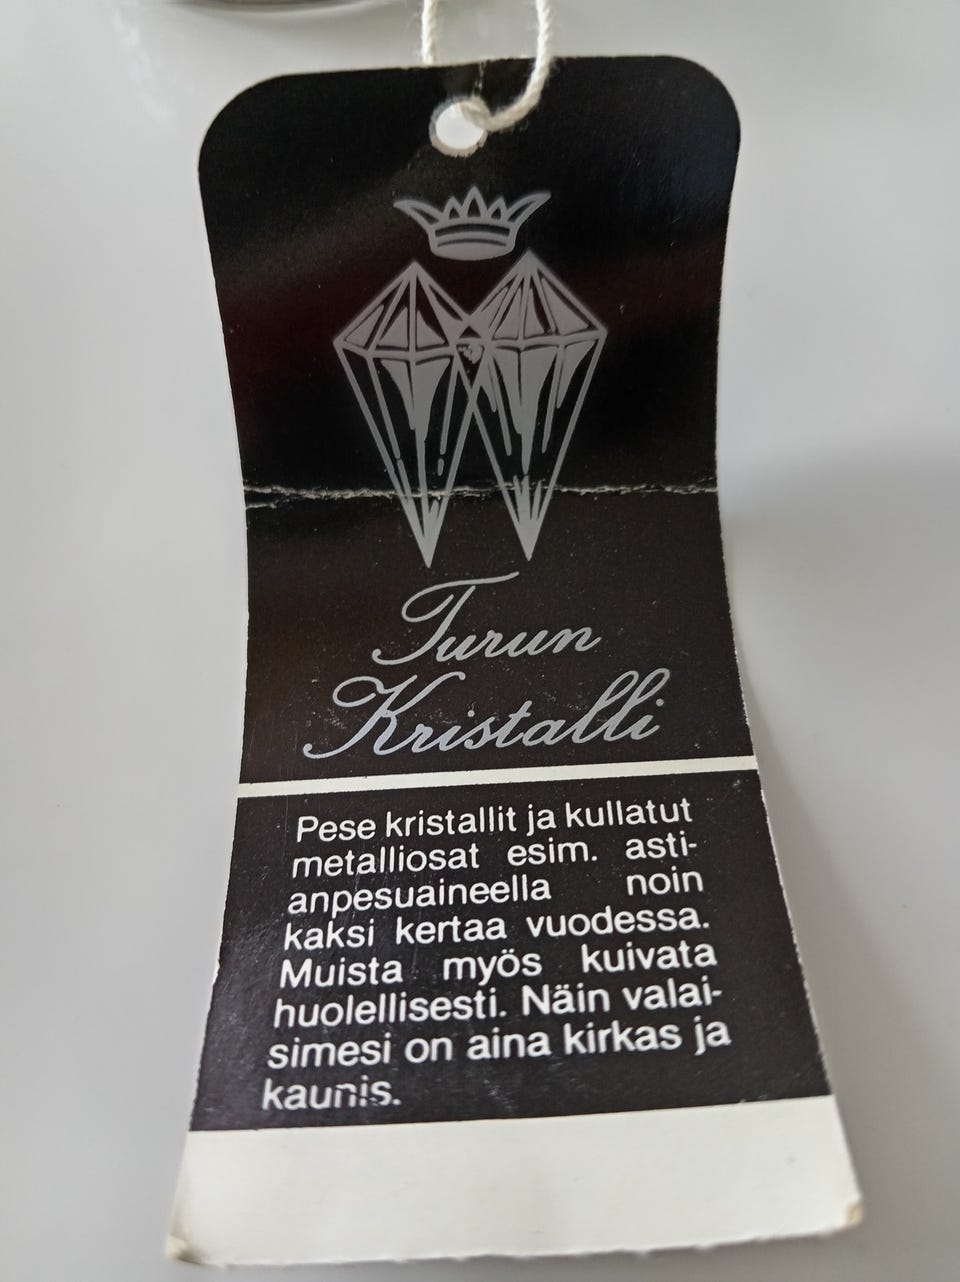 Turun
Kristalli
Pese kristallit ja kullatut
metalliosat esim. asti-
anpesuaineella noin
kaksi kertaa vuodessa.
Muista myös kuivata
huolellisesti. Näin valai-
simesi on aina kirkas ja
kaunis.